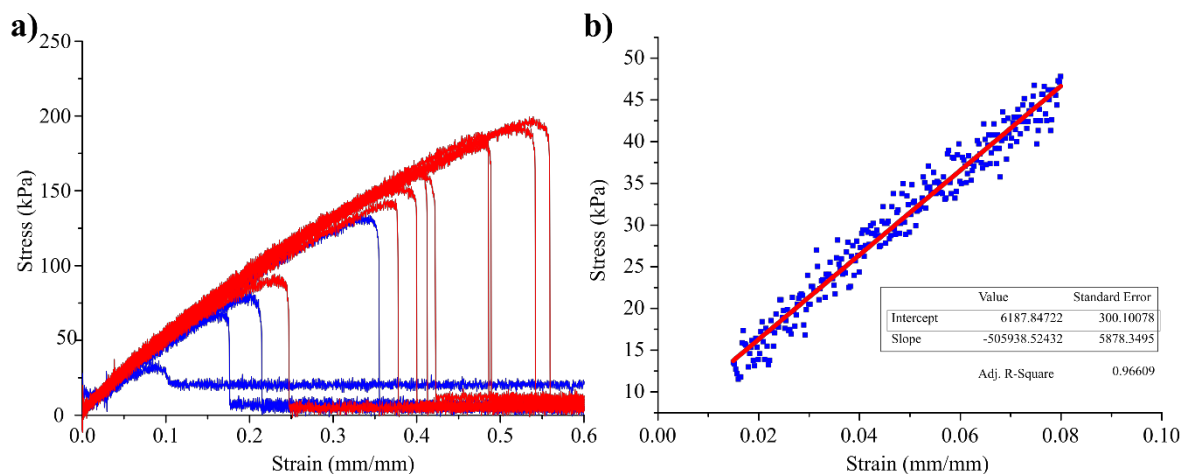 a)
250
200
150
100
50
0
Stress (kPa)
0.0 0.1 0.2 0.3 0.4 0.5 0.6
Strain (mm/mm)
b)
50
45
40
35
30
25
20
15
10
Stress (kPa)
Value Standard Error
Intercept 6187.84722 300.10078
Slope -505938.52432 5878.3495
Adj. R-Square 0.96609
0.00 0.02 0.04 0.06 0.08 0.10
Strain (mm/mm)